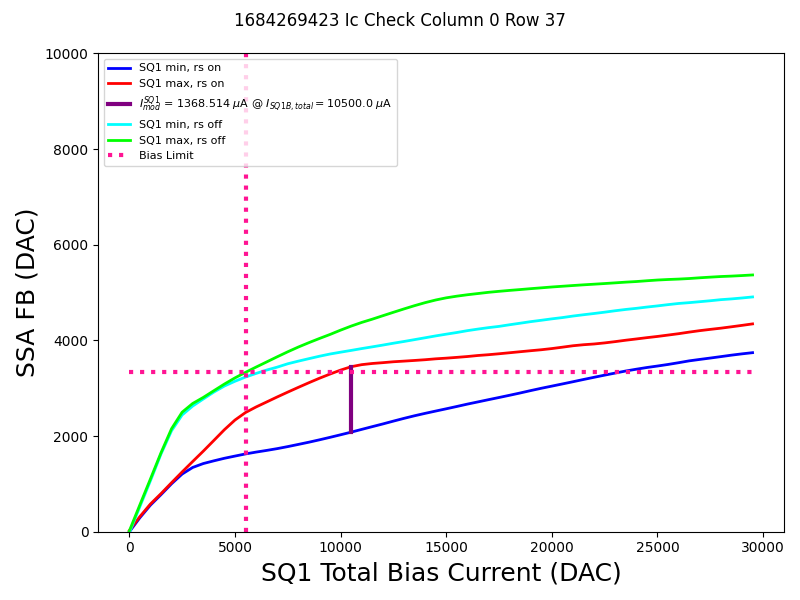 1684269423 Ic Check Column 0 Row 37
10000
8000
6000
4000
2000
0
SSA FB (DAC)
SQ1 min, rs on
SQ1 max, rs on
I_{mod}^{SQ1} = 1368.514 μA @ I_{SQ1B,total} = 10500.0 μA
SQ1 min, rs off
SQ1 max, rs off
Bias Limit
0 5000 10000 15000 20000 25000 30000
SQ1 Total Bias Current (DAC)